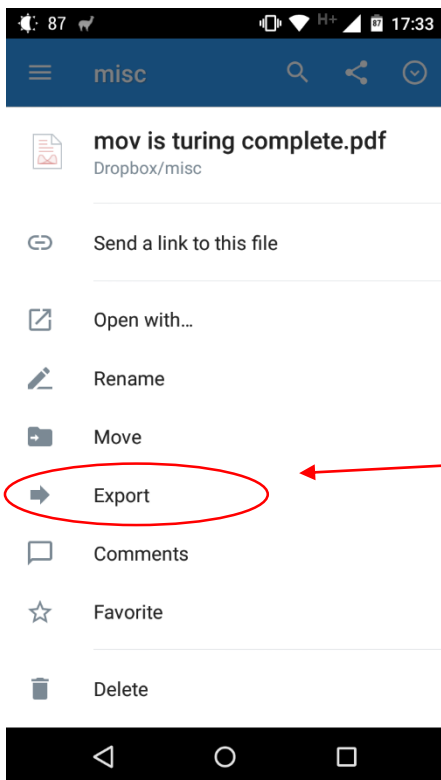 87 H+ 87 17:33
misc
mov is turing complete.pdf
Dropbox/misc
Send a link to this file
Open with…
Rename
Move
Export
Comments
Favorite
Delete